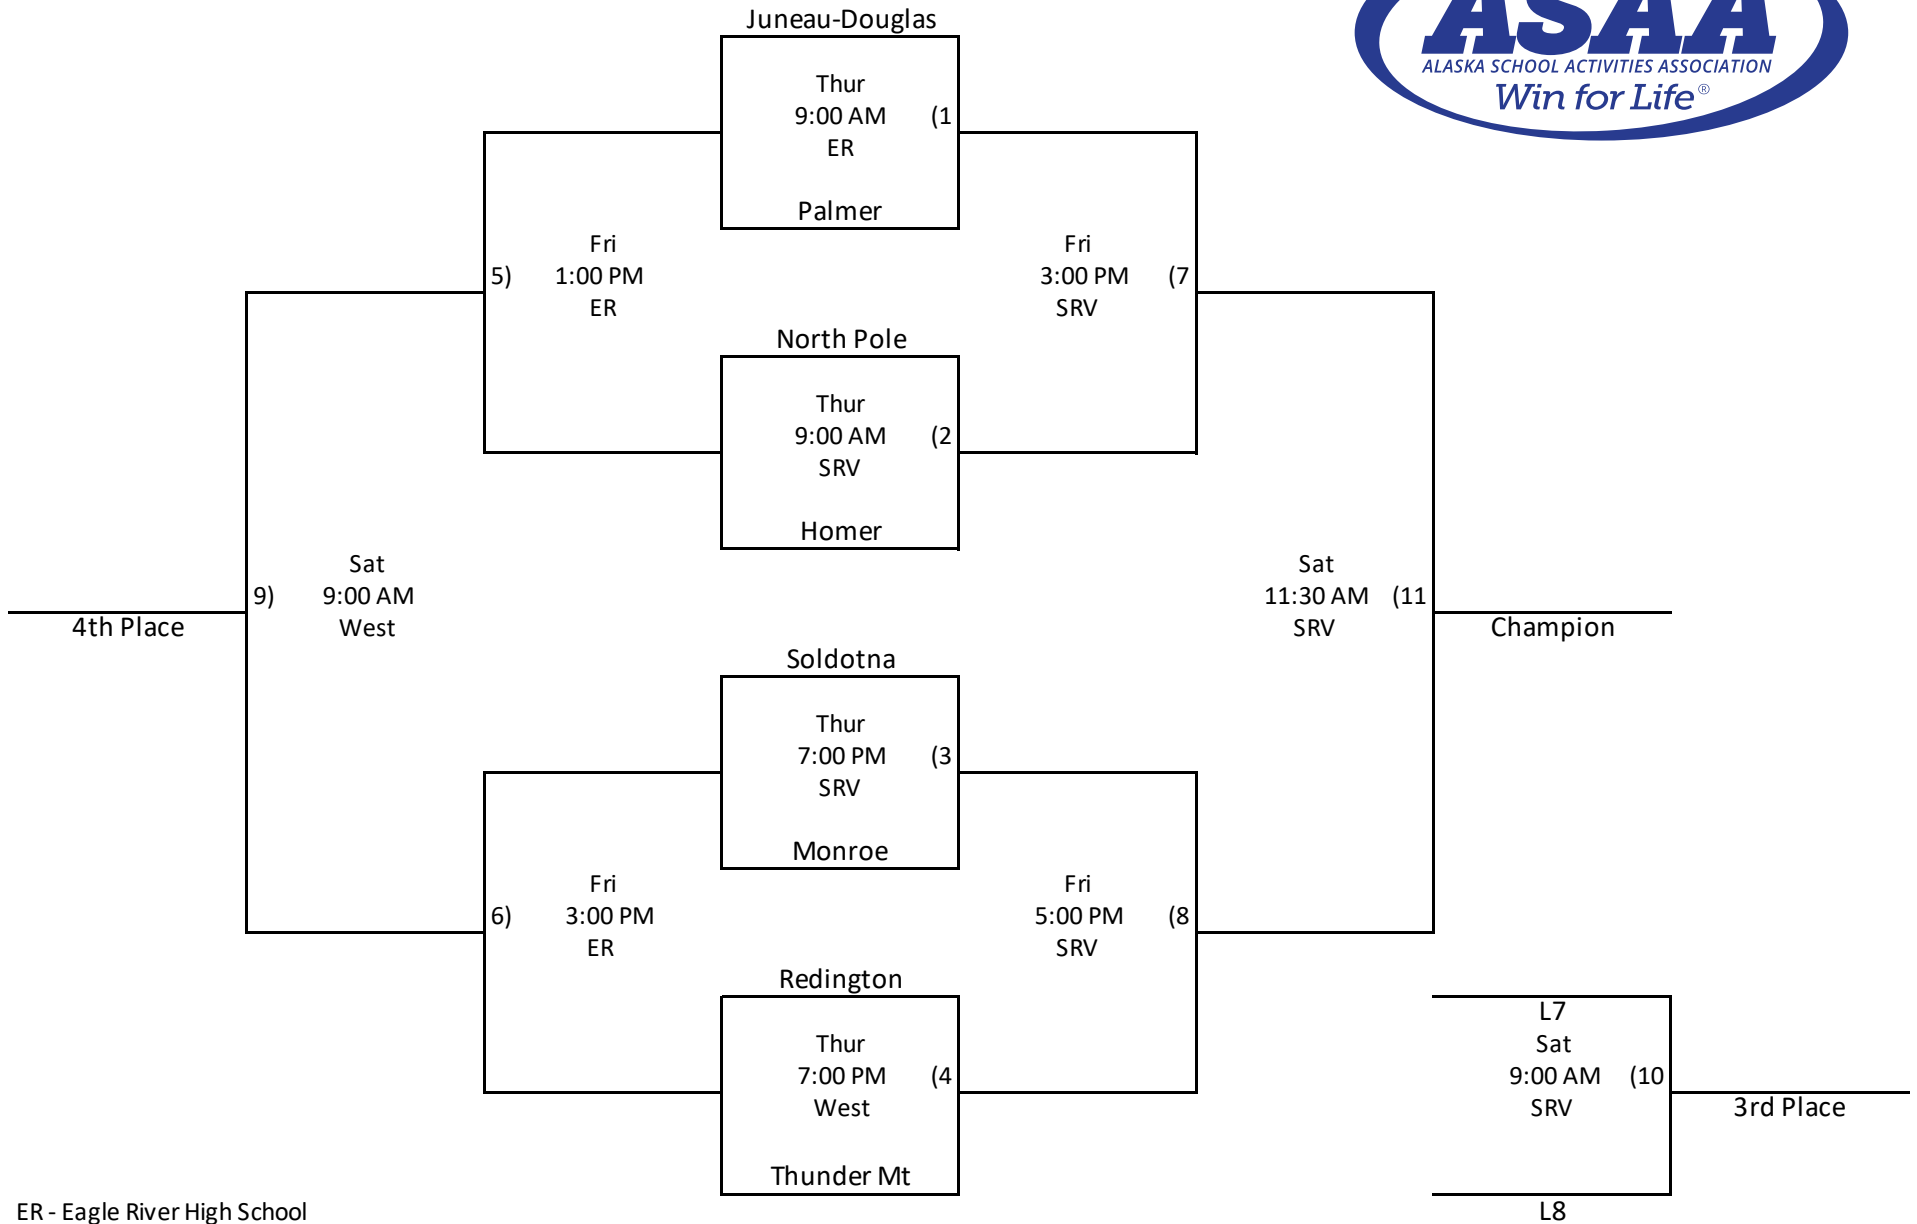 Juneau-Douglas
ASAA
ALASKA SCHOOL ACTIVITIES ASSOCIATION
Win for Life®
Thur
9:00 AM (1
ER
Palmer
Fri
5) 1:00 PM
ER
Fri
3:00 PM (7
SRV
North Pole
Thur
9:00 AM (2
SRV
Homer
Sat
9) 9:00 AM
West
4th Place
Sat
11:30 AM (11
SRV
Champion
Soldotna
Thur
7:00 PM (3
SRV
Monroe
Fri
6) 3:00 PM
ER
Fri
5:00 PM (8
SRV
Redington
Thur
7:00 PM (4
West
Thunder Mt
L7
Sat
9:00 AM (10
SRV
3rd Place
L8
ER - Eagle River High School